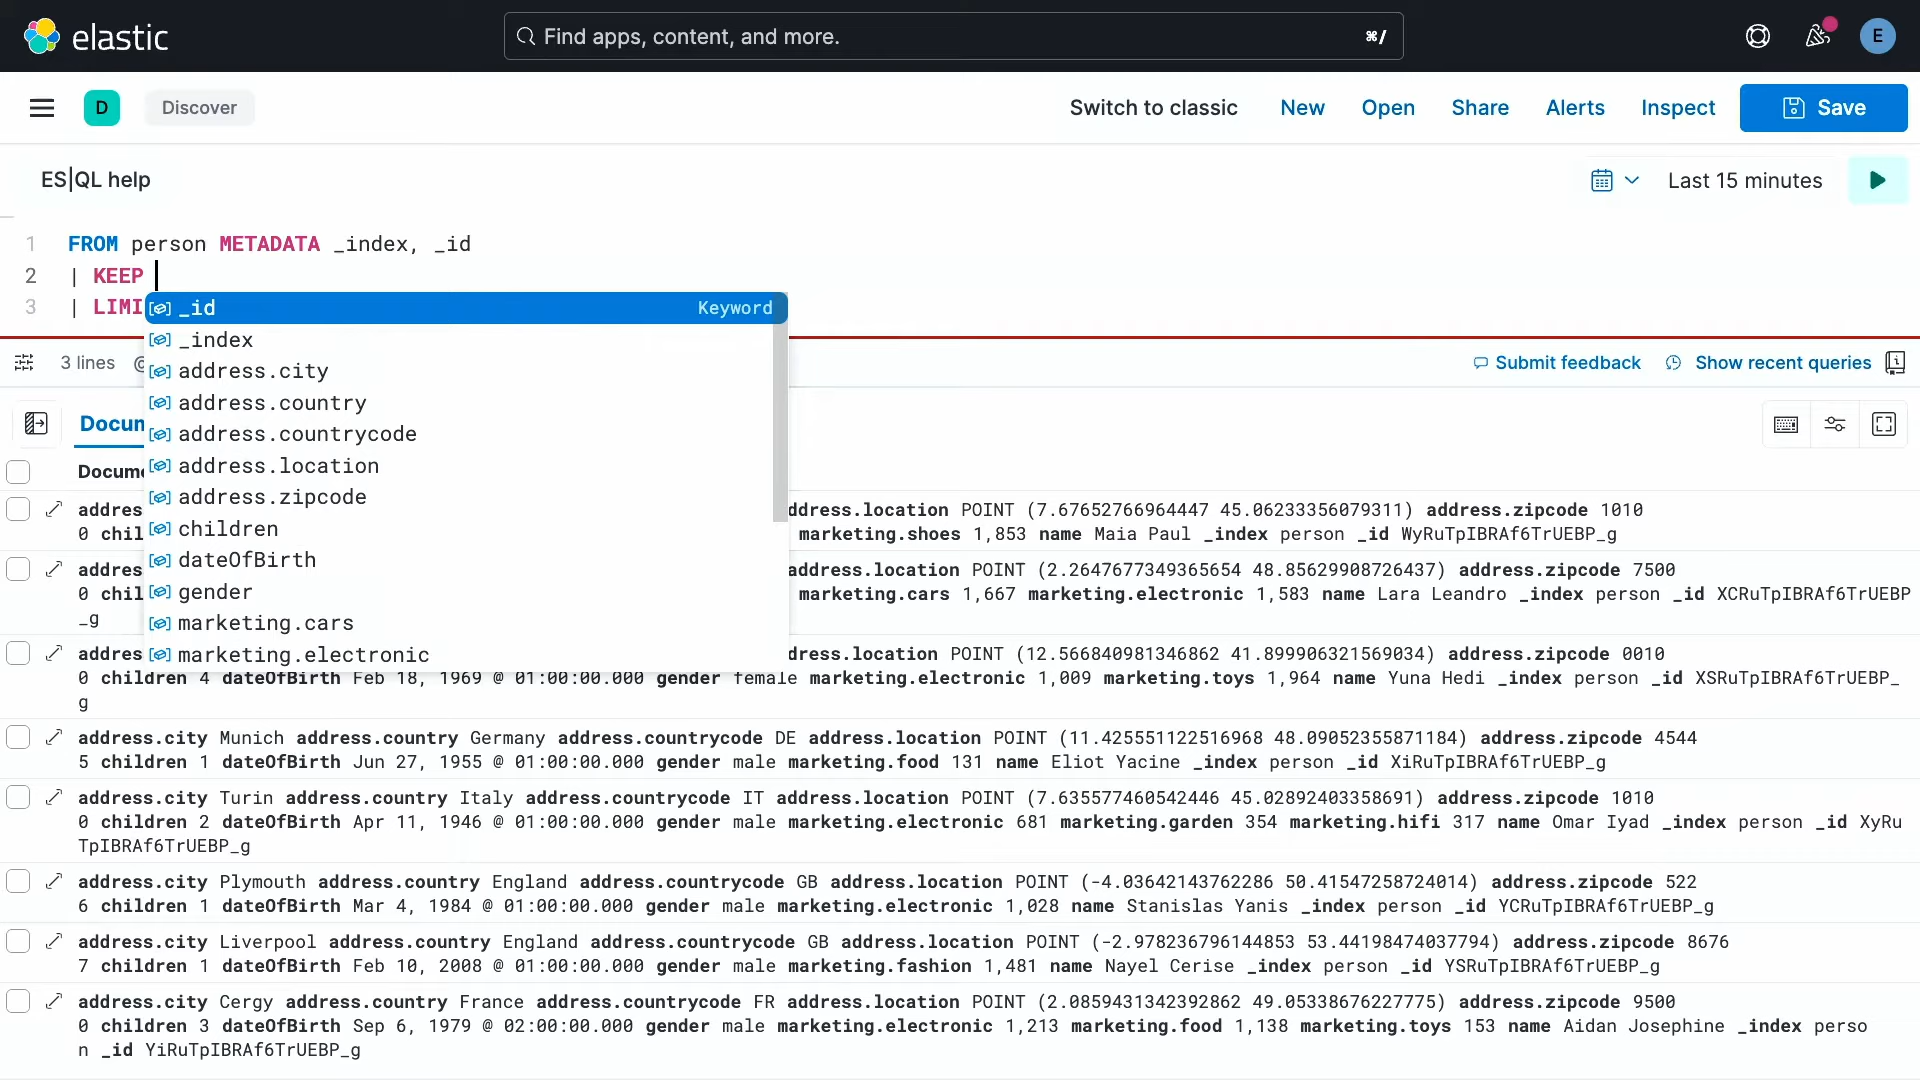 elastic
Find apps, content, and more.
⌘/
E
D
Discover
Switch to classic
New
Open
Share
Alerts
Inspect
Save
ES|QL help
Last 15 minutes
1 FROM person METADATA _index, _id
2 | KEEP
3 | LIMI
_id Keyword
_index
address.city
address.country
address.countrycode
address.location
address.zipcode
children
dateOfBirth
gender
marketing.cars
marketing.electronic
3 lines
Submit feedback
Show recent queries
Docum
Docume
addres ddress.location POINT (7.67652766964447 45.06233356079311) address.zipcode 1010
0 chil marketing.shoes 1,853 name Maia Paul _index person _id WyRuTpIBRAf6TrUEBP_g
addres address.location POINT (2.2647677349365654 48.85629908726437) address.zipcode 7500
0 chil marketing.cars 1,667 marketing.electronic 1,583 name Lara Leandro _index person _id XCRuTpIBRAf6TrUEBP
_g
addres dress.location POINT (12.566840981346862 41.899906321569034) address.zipcode 0010
0 children 4 dateOfBirth Feb 18, 1969 @ 01:00:00.000 gender female marketing.electronic 1,009 marketing.toys 1,964 name Yuna Hedi _index person _id XSRuTpIBRAf6TrUEBP_
g
address.city Munich address.country Germany address.countrycode DE address.location POINT (11.425551122516968 48.09052355871184) address.zipcode 4544
5 children 1 dateOfBirth Jun 27, 1955 @ 01:00:00.000 gender male marketing.food 131 name Eliot Yacine _index person _id XiRuTpIBRAf6TrUEBP_g
address.city Turin address.country Italy address.countrycode IT address.location POINT (7.635577460542446 45.02892403358691) address.zipcode 1010
0 children 2 dateOfBirth Apr 11, 1946 @ 01:00:00.000 gender male marketing.electronic 681 marketing.garden 354 marketing.hifi 317 name Omar Iyad _index person _id XyRu
TpIBRAf6TrUEBP_g
address.city Plymouth address.country England address.countrycode GB address.location POINT (-4.03642143762286 50.41547258724014) address.zipcode 522
6 children 1 dateOfBirth Mar 4, 1984 @ 01:00:00.000 gender male marketing.electronic 1,028 name Stanislas Yanis _index person _id YCRuTpIBRAf6TrUEBP_g
address.city Liverpool address.country England address.countrycode GB address.location POINT (-2.978236796144853 53.44198474037794) address.zipcode 8676
7 children 1 dateOfBirth Feb 10, 2008 @ 01:00:00.000 gender male marketing.fashion 1,481 name Nayel Cerise _index person _id YSRuTpIBRAf6TrUEBP_g
address.city Cergy address.country France address.countrycode FR address.location POINT (2.0859431342392862 49.05338676227775) address.zipcode 9500
0 children 3 dateOfBirth Sep 6, 1979 @ 02:00:00.000 gender male marketing.electronic 1,213 marketing.food 1,138 marketing.toys 153 name Aidan Josephine _index perso
n _id YiRuTpIBRAf6TrUEBP_g